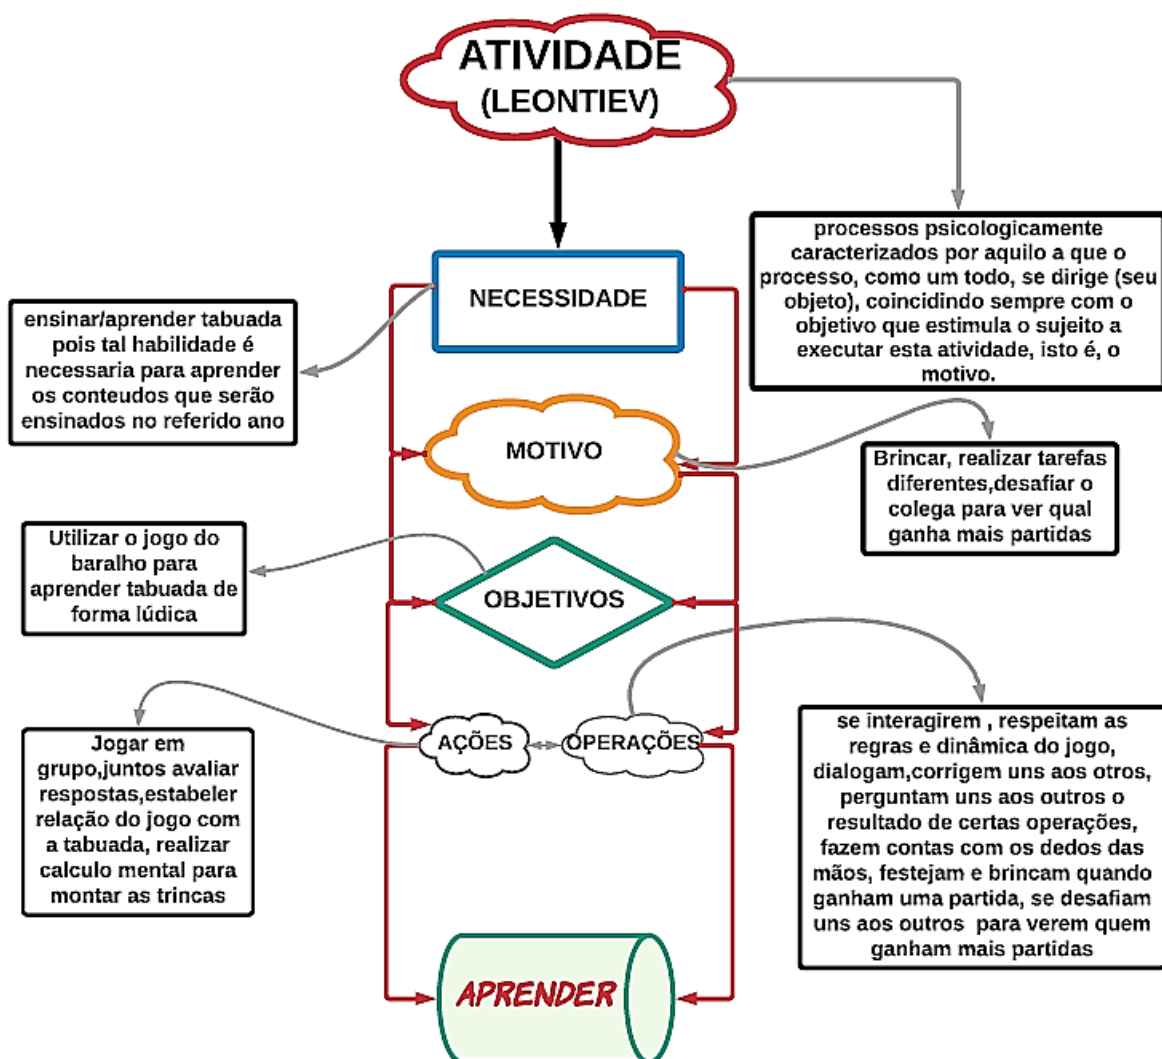 ATIVIDADE
(LEONTIEV)
processos psicologicamente
caracterizados por aquilo a que o
processo, como um todo, se dirige (seu
objeto), coincidindo sempre com o
objetivo que estimula o sujeito a
executar esta atividade, isto é, o
motivo.
NECESSIDADE
ensinar/aprender tabuada
pois tal habilidade é
necessaria para aprender
os conteudos que serão
ensinados no referido ano
MOTIVO
Brincar, realizar tarefas
diferentes,desafiar o
colega para ver qual
ganha mais partidas
Utilizar o jogo do
baralho para
aprender tabuada de
forma lúdica
OBJETIVOS
AÇÕES
OPERAÇÕES
Jogar em
grupo,juntos avaliar
respostas,estabeler
relação do jogo com
a tabuada, realizar
calculo mental para
montar as trincas
se interagirem , respeitam as
regras e dinâmica do jogo,
dialogam,corrigem uns aos otros,
perguntam uns aos outros o
resultado de certas operações,
fazem contas com os dedos das
mãos, festejam e brincam quando
ganham uma partida, se desafiam
uns aos outros para verem quem
ganham mais partidas
APRENDER